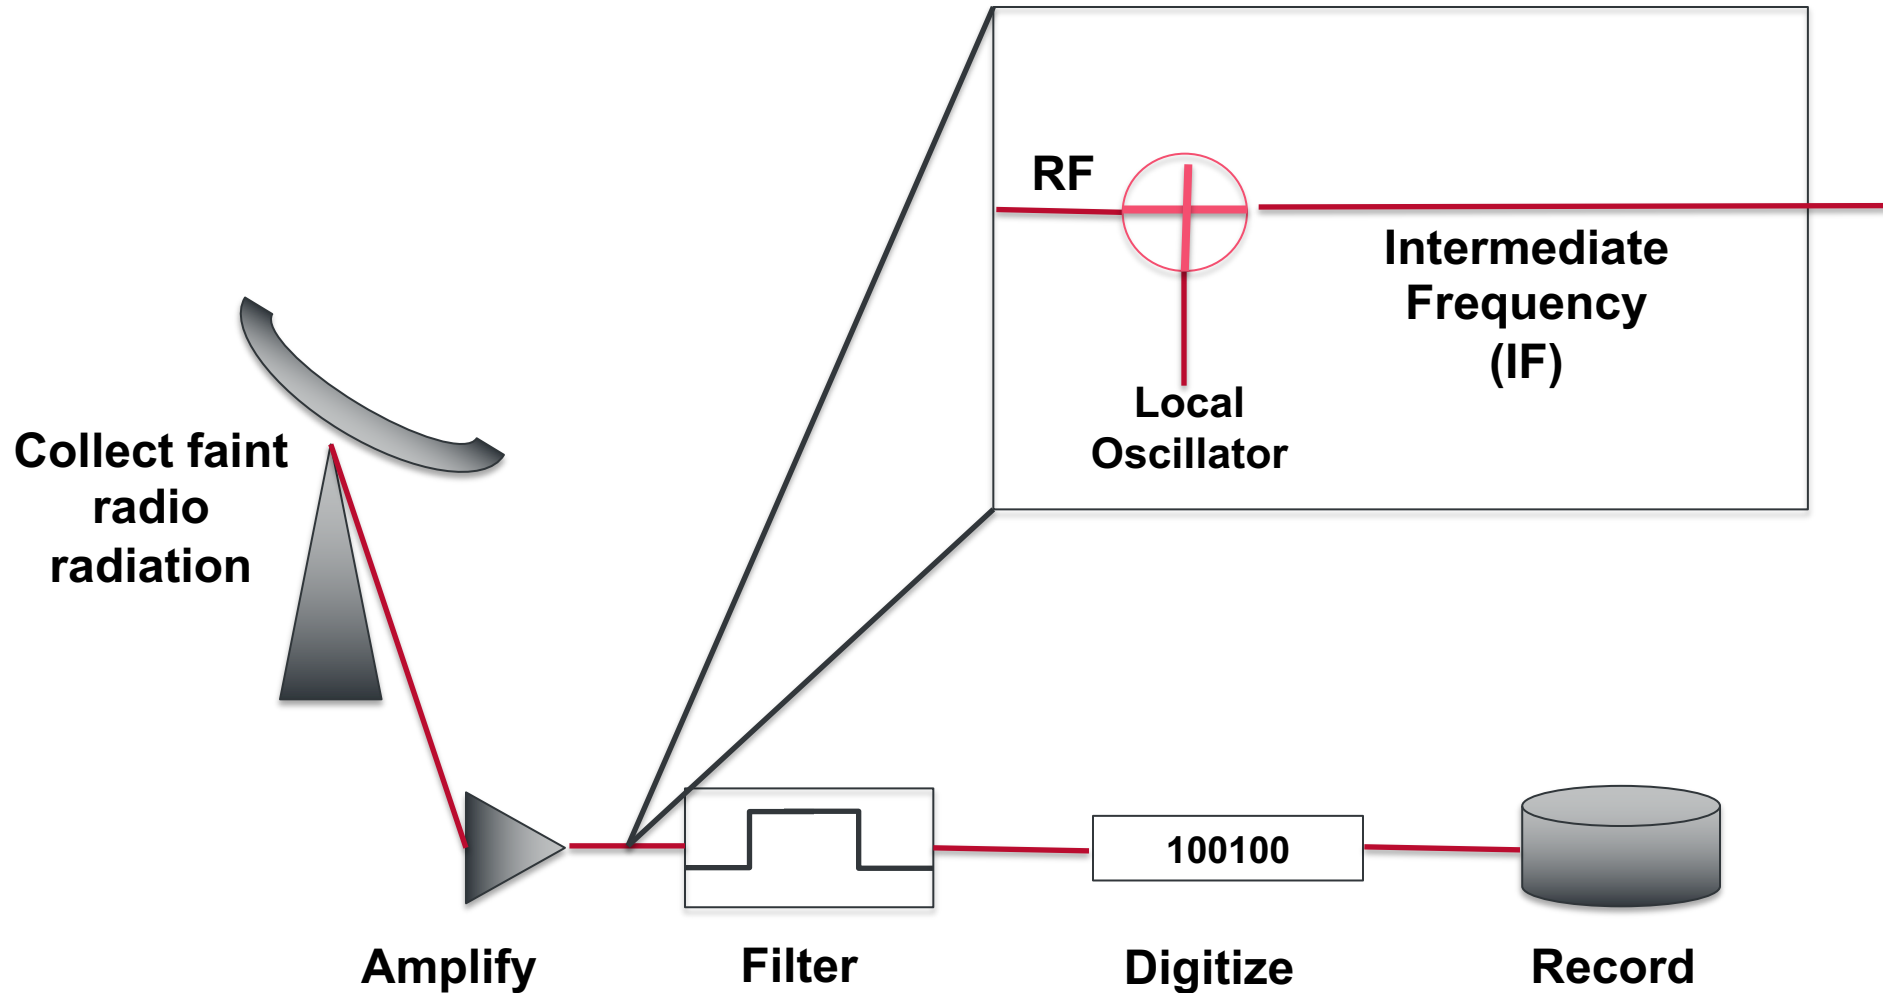 RF
Intermediate
Frequency
(IF)
Local
Oscillator
Collect faint
radio
radiation
100100
Amplify
Filter
Digitize
Record